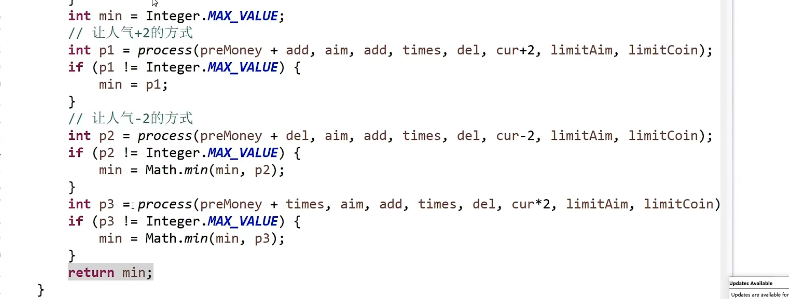 }
int min = Integer.MAX_VALUE;
// 让人气+2的方式
int p1 = process(preMoney + add, aim, add, times, del, cur+2, limitAim, limitCoin);
if (p1 != Integer.MAX_VALUE) {
min = p1;
}
// 让人气-2的方式
int p2 = process(preMoney + del, aim, add, times, del, cur-2, limitAim, limitCoin);
if (p2 != Integer.MAX_VALUE) {
min = Math.min(min, p2);
}
int p3 = process(preMoney + times, aim, add, times, del, cur*2, limitAim, limitCoin)
if (p3 != Integer.MAX_VALUE) {
min = Math.min(min, p3);
}
return min;
}
Updates Available
Updates are available for